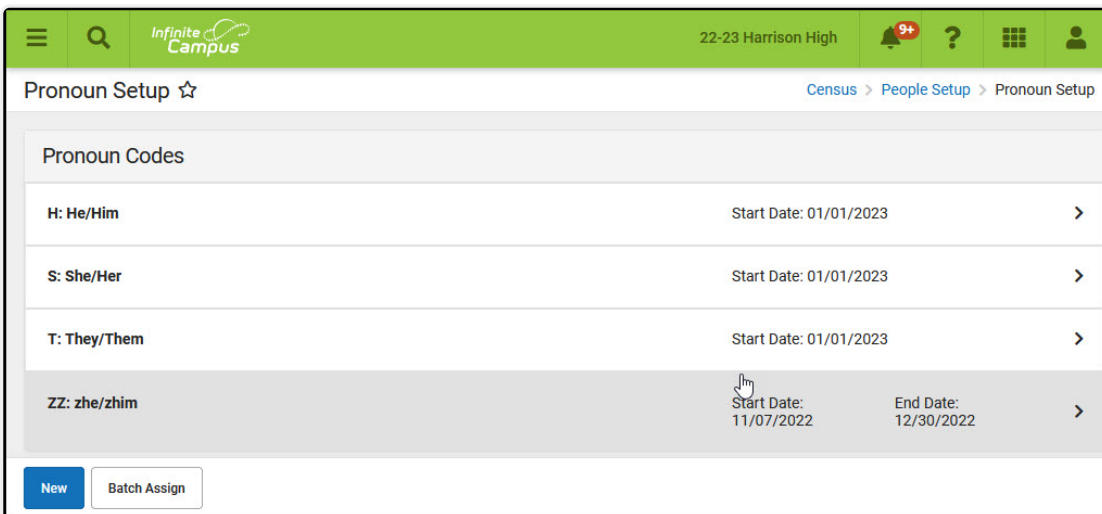 Infinite Campus 22-23 Harrison High 9+ ?
Pronoun Setup Census > People Setup > Pronoun Setup
Pronoun Codes
H: He/Him Start Date: 01/01/2023
S: She/Her Start Date: 01/01/2023
T: They/Them Start Date: 01/01/2023
ZZ: zhe/zhim Start Date: 11/07/2022 End Date: 12/30/2022
New Batch Assign